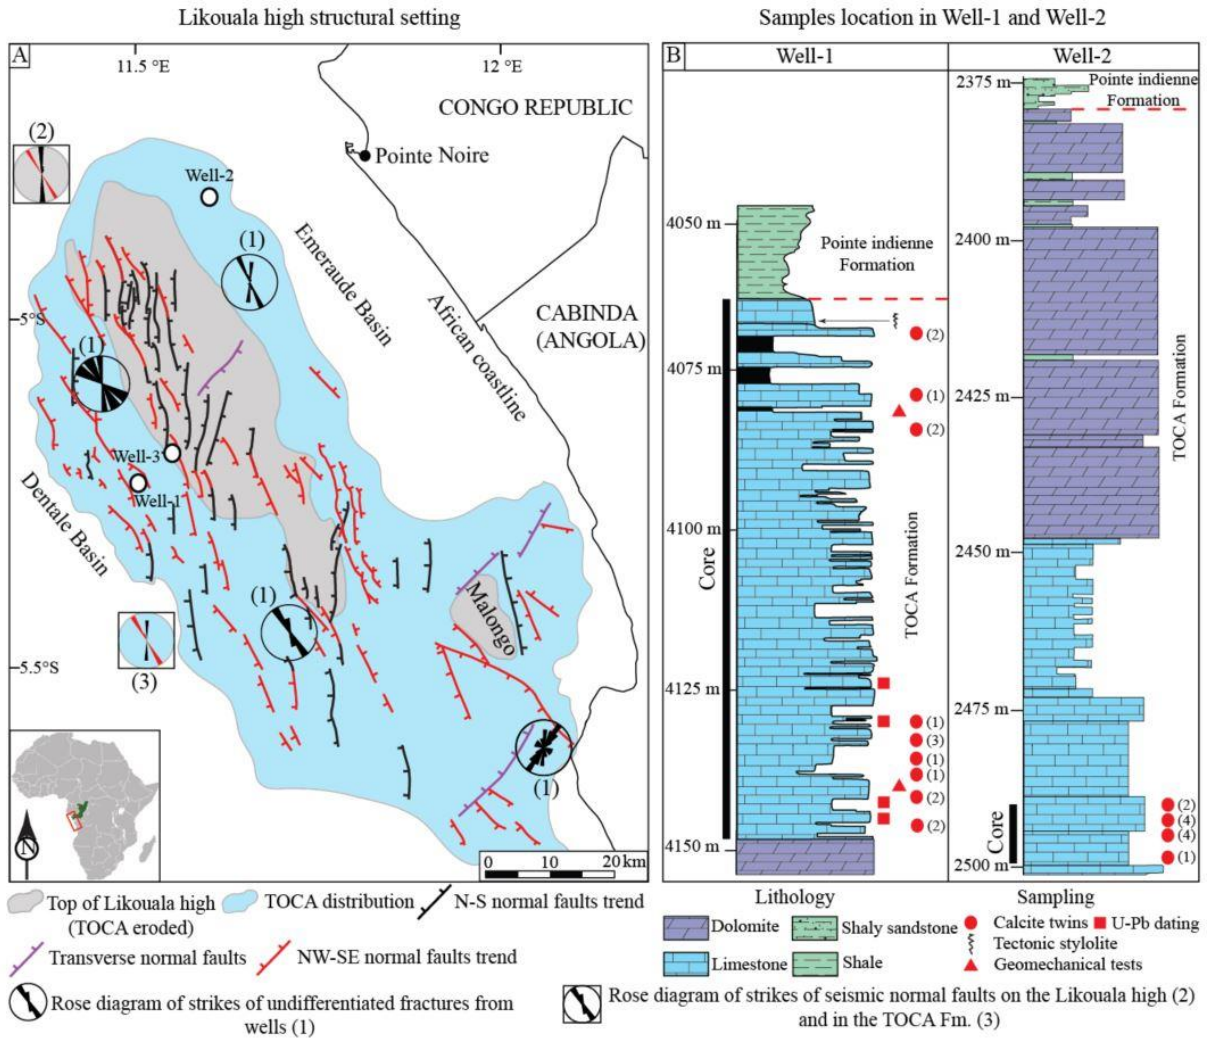 Likouala high structural setting
Samples location in Well-1 and Well-2
A
11.5 °E
12 °E
CONGO REPUBLIC
Pointe Noire
(2)
Well-2
(1)
Emeraude Basin
African coastline
CABINDA
(ANGOLA)
5°S
(1)
Well-3
Well-1
Dentale Basin
(1)
Malongo
(3)
5.5°S
(1)
N
0 10 20 km
B
Well-1
Well-2
2375 m
Pointe indienne
Formation
4050 m
Pointe indienne
Formation
2400 m
(2)
4075 m
(1)
(2)
2425 m
TOCA Formation
4100 m
Core
TOCA Formation
2450 m
4125 m
2475 m
(1)
(3)
(1)
(1)
(2)
(2)
4150 m
Core
(2)
(4)
(4)
(1)
2500 m
Top of Likouala high
(TOCA eroded)
TOCA distribution
N-S normal faults trend
Transverse normal faults
NW-SE normal faults trend
Rose diagram of strikes of undifferentiated fractures from
wells (1)
Lithology
Sampling
Dolomite
Shaly sandstone
Calcite twins
U-Pb dating
Tectonic stylolite
Limestone
Shale
Geomechanical tests
Rose diagram of strikes of seismic normal faults on the Likouala high (2)
and in the TOCA Fm. (3)